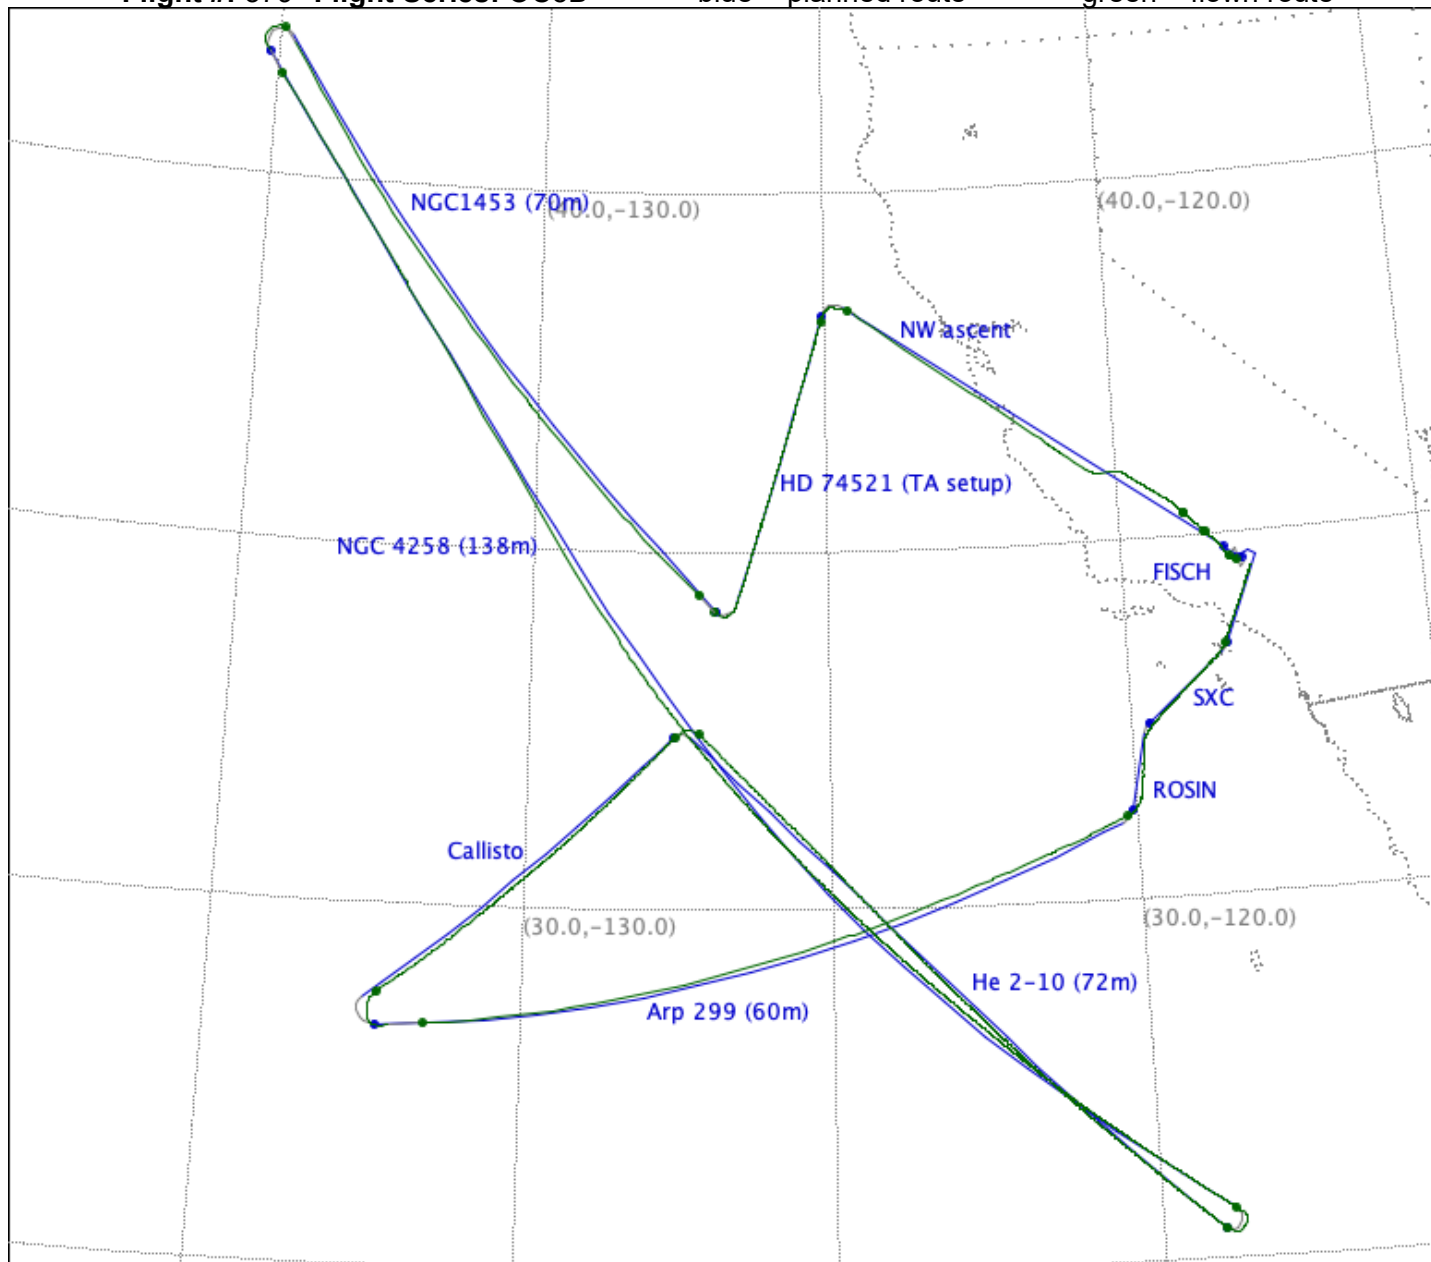 NGC1453 (70m)
(40.0,-130.0)
(40.0,-120.0)
NW ascent
HD 74521 (TA setup)
NGC 4258 (138m)
FISCH
SXC
ROSIN
Callisto
(30.0,-130.0)
(30.0,-120.0)
He 2-10 (72m)
Arp 299 (60m)